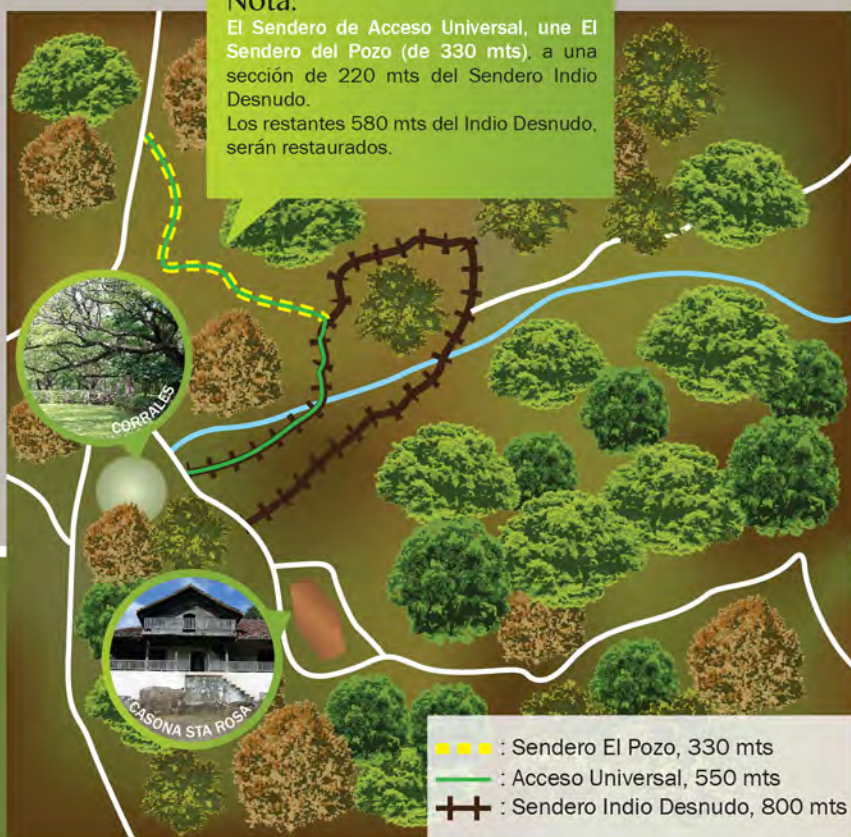 Nota:
El Sendero de Acceso Universal, une El
Sendero del Pozo (de 330 mts), a una
sección de 220 mts del Sendero Indio
Desnudo.
Los restantes 580 mts del Indio Desnudo,
serán restaurados.
CORRALES
CASONA STA ROSA
: Sendero El Pozo, 330 mts
: Acceso Universal, 550 mts
: Sendero Indio Desnudo, 800 mts